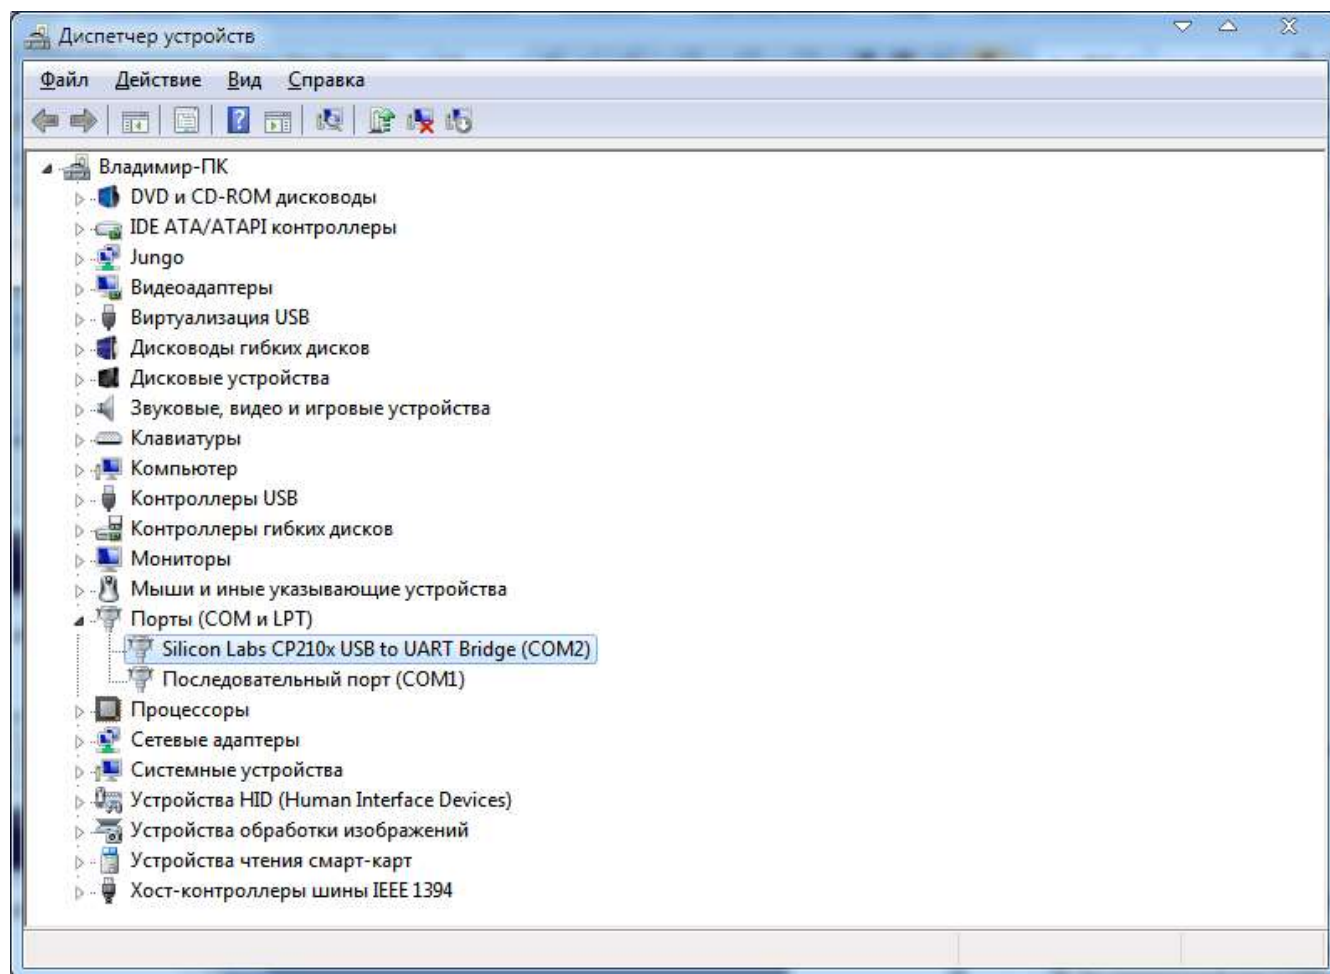 Диспетчер устройств
Файл Действие Вид Справка
Владимир-ПК
DVD и CD-ROM дисководы
IDE ATA/ATAPI контроллеры
Jungo
Видеоадаптеры
Виртуализация USB
Дисководы гибких дисков
Дисковые устройства
Звуковые, видео и игровые устройства
Клавиатуры
Компьютер
Контроллеры USB
Контроллеры гибких дисков
Мониторы
Мыши и иные указывающие устройства
Порты (COM и LPT)
Silicon Labs CP210x USB to UART Bridge (COM2)
Последовательный порт (COM1)
Процессоры
Сетевые адаптеры
Системные устройства
Устройства HID (Human Interface Devices)
Устройства обработки изображений
Устройства чтения смарт-карт
Хост-контроллеры шины IEEE 1394